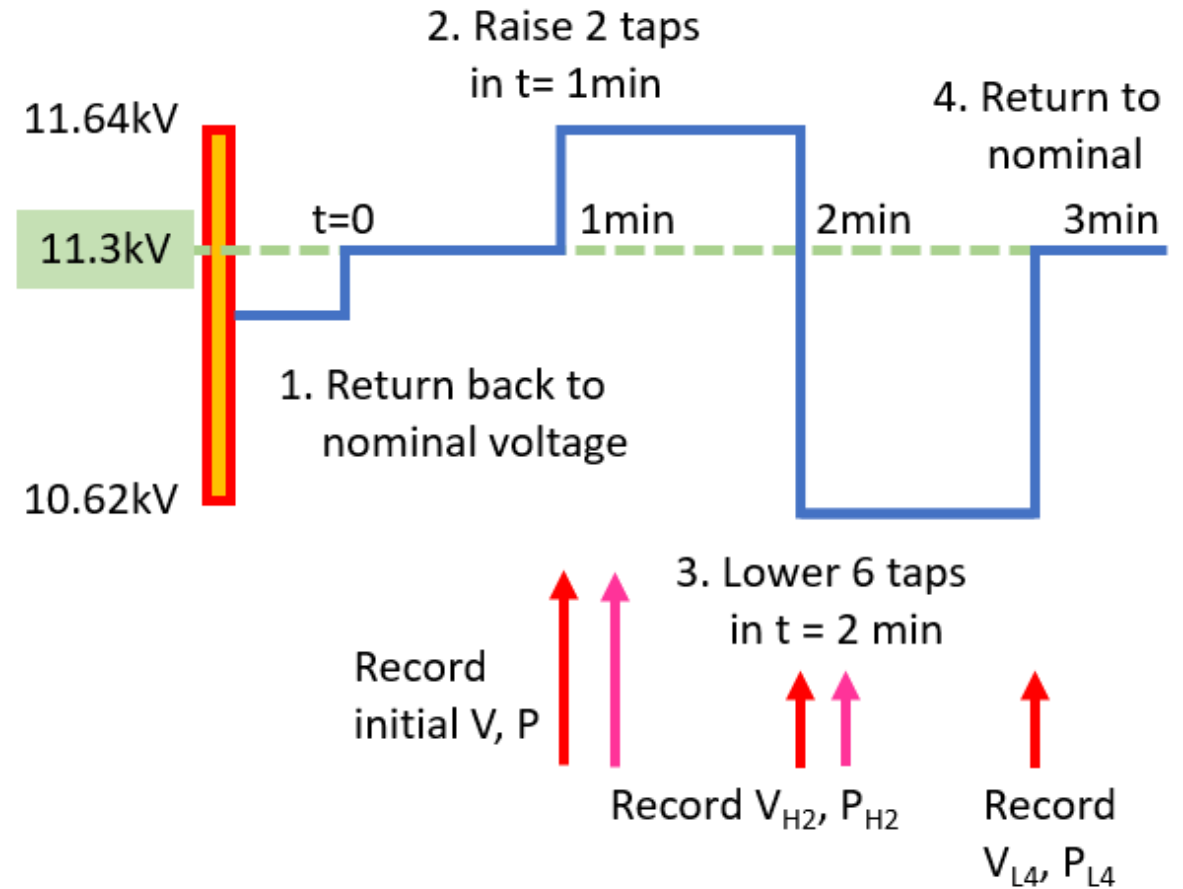 2. Raise 2 taps
in t= 1min
11.64kV
4. Return to
nominal
t=0
1min
2min
3min
11.3kV
1. Return back to
nominal voltage
10.62kV
3. Lower 6 taps
in t = 2 min
Record
initial V, P
Record V_H2, P_H2
Record
V_L4, P_L4